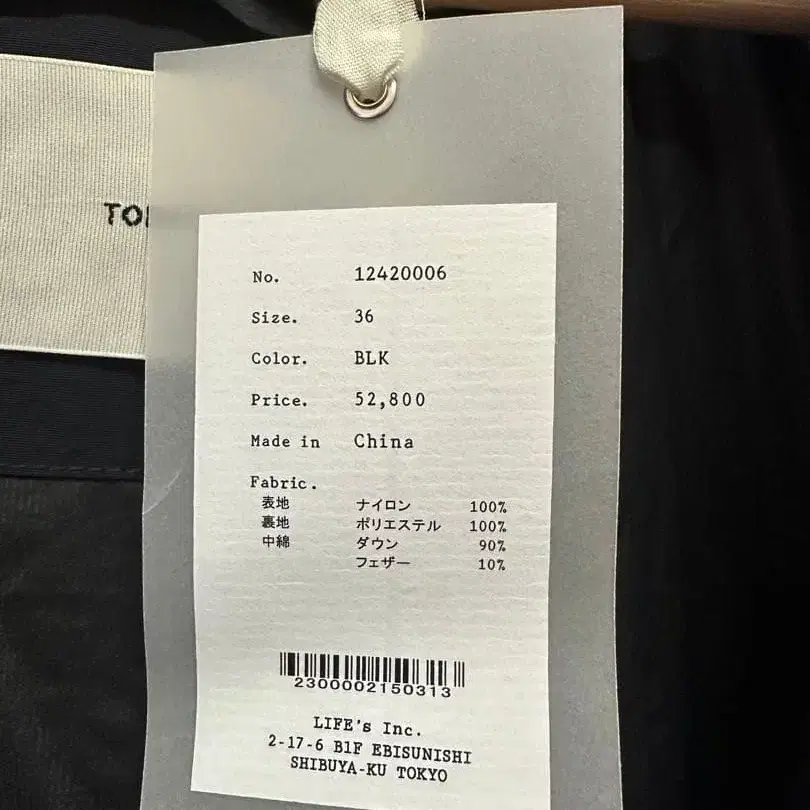 No. 12420006
Size. 36
Color. BLK
Price. 52,800
Made in China
Fabric.
表地 ナイロン 100%
裏地 ポリエステル 100%
中綿 ダウン 90%
フェザー 10%
2300002150313
LIFE's Inc.
2-17-6 B1F EBISUNISHI
SHIBUYA-KU TOKYO